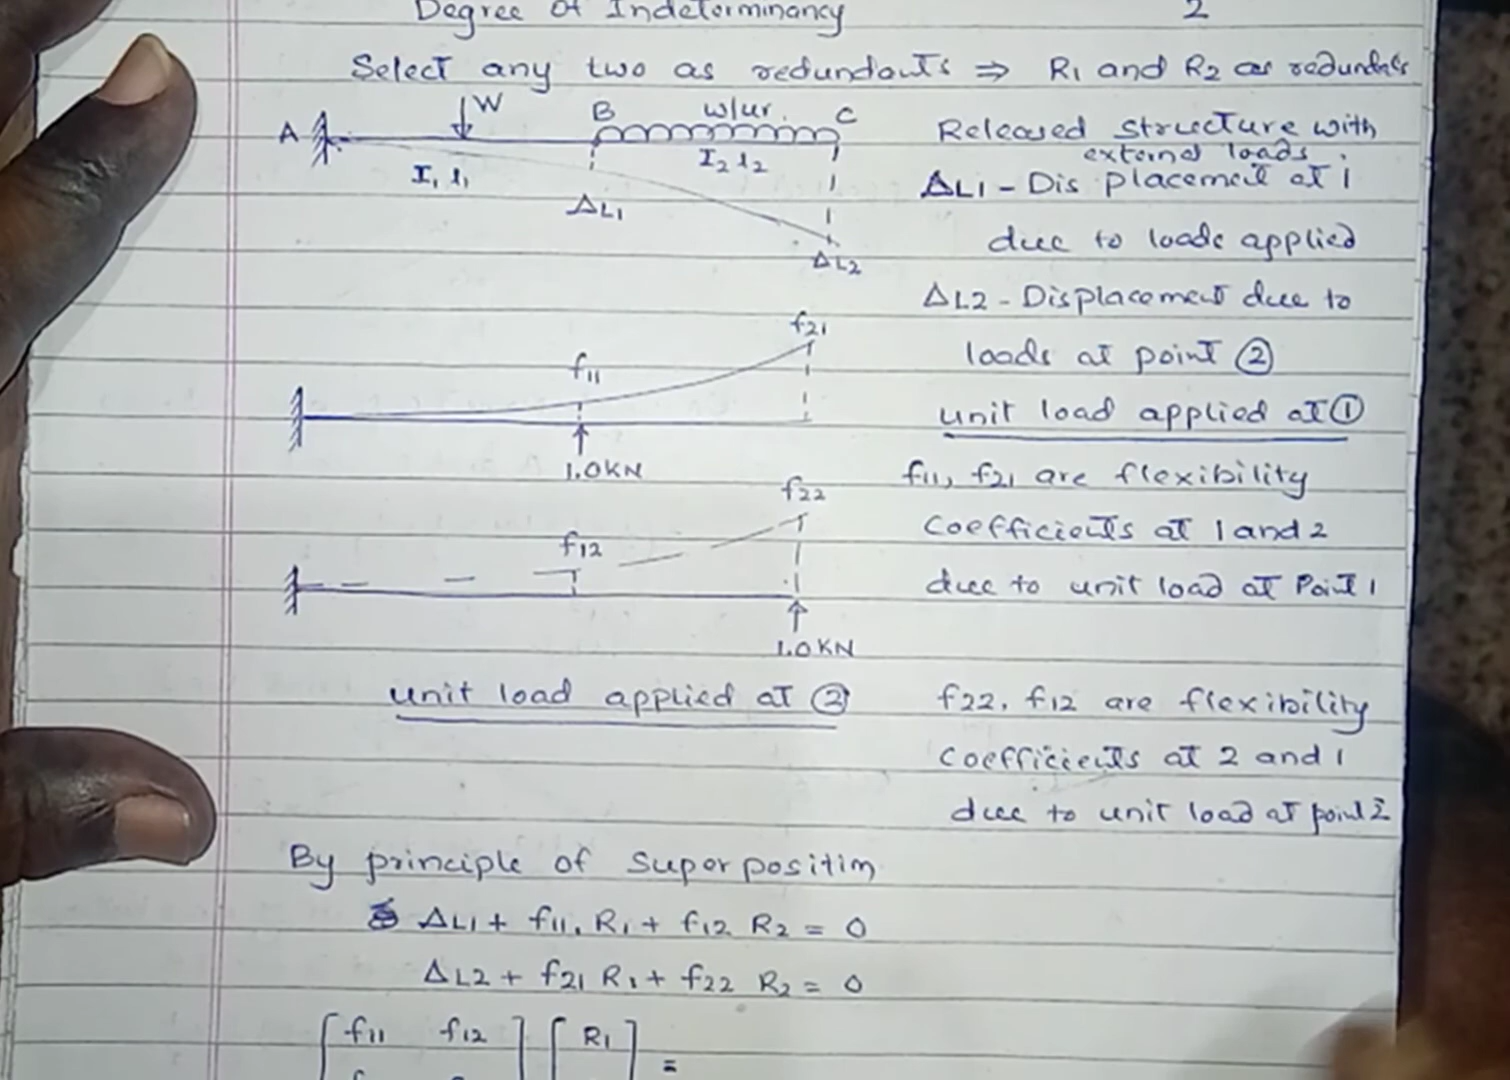 Degree Of Indeterminancy 2
Select any two as redundants ⇒ R1 and R2 as redundants
W
B w/ur. C
A
I1 l1
I2 l2
ΔL1
ΔL2
Released structure with
external loads.
ΔL1 - Displacement at 1
due to loads applied
ΔL2 - Displacement due to
loads at point ②
f21
f11
1.0KN
unit load applied at ①
f11, f21 are flexibility
coefficients at 1 and 2
due to unit load at Point 1
f22
f12
1.0KN
unit load applied at ②
f22, f12 are flexibility
coefficients at 2 and 1
due to unit load at point 2
By principle of Superpositin
ΔL1 + f11. R1 + f12 R2 = 0
ΔL2 + f21 R1 + f22 R2 = 0
[ f11 f12 ] [ R1 ] =